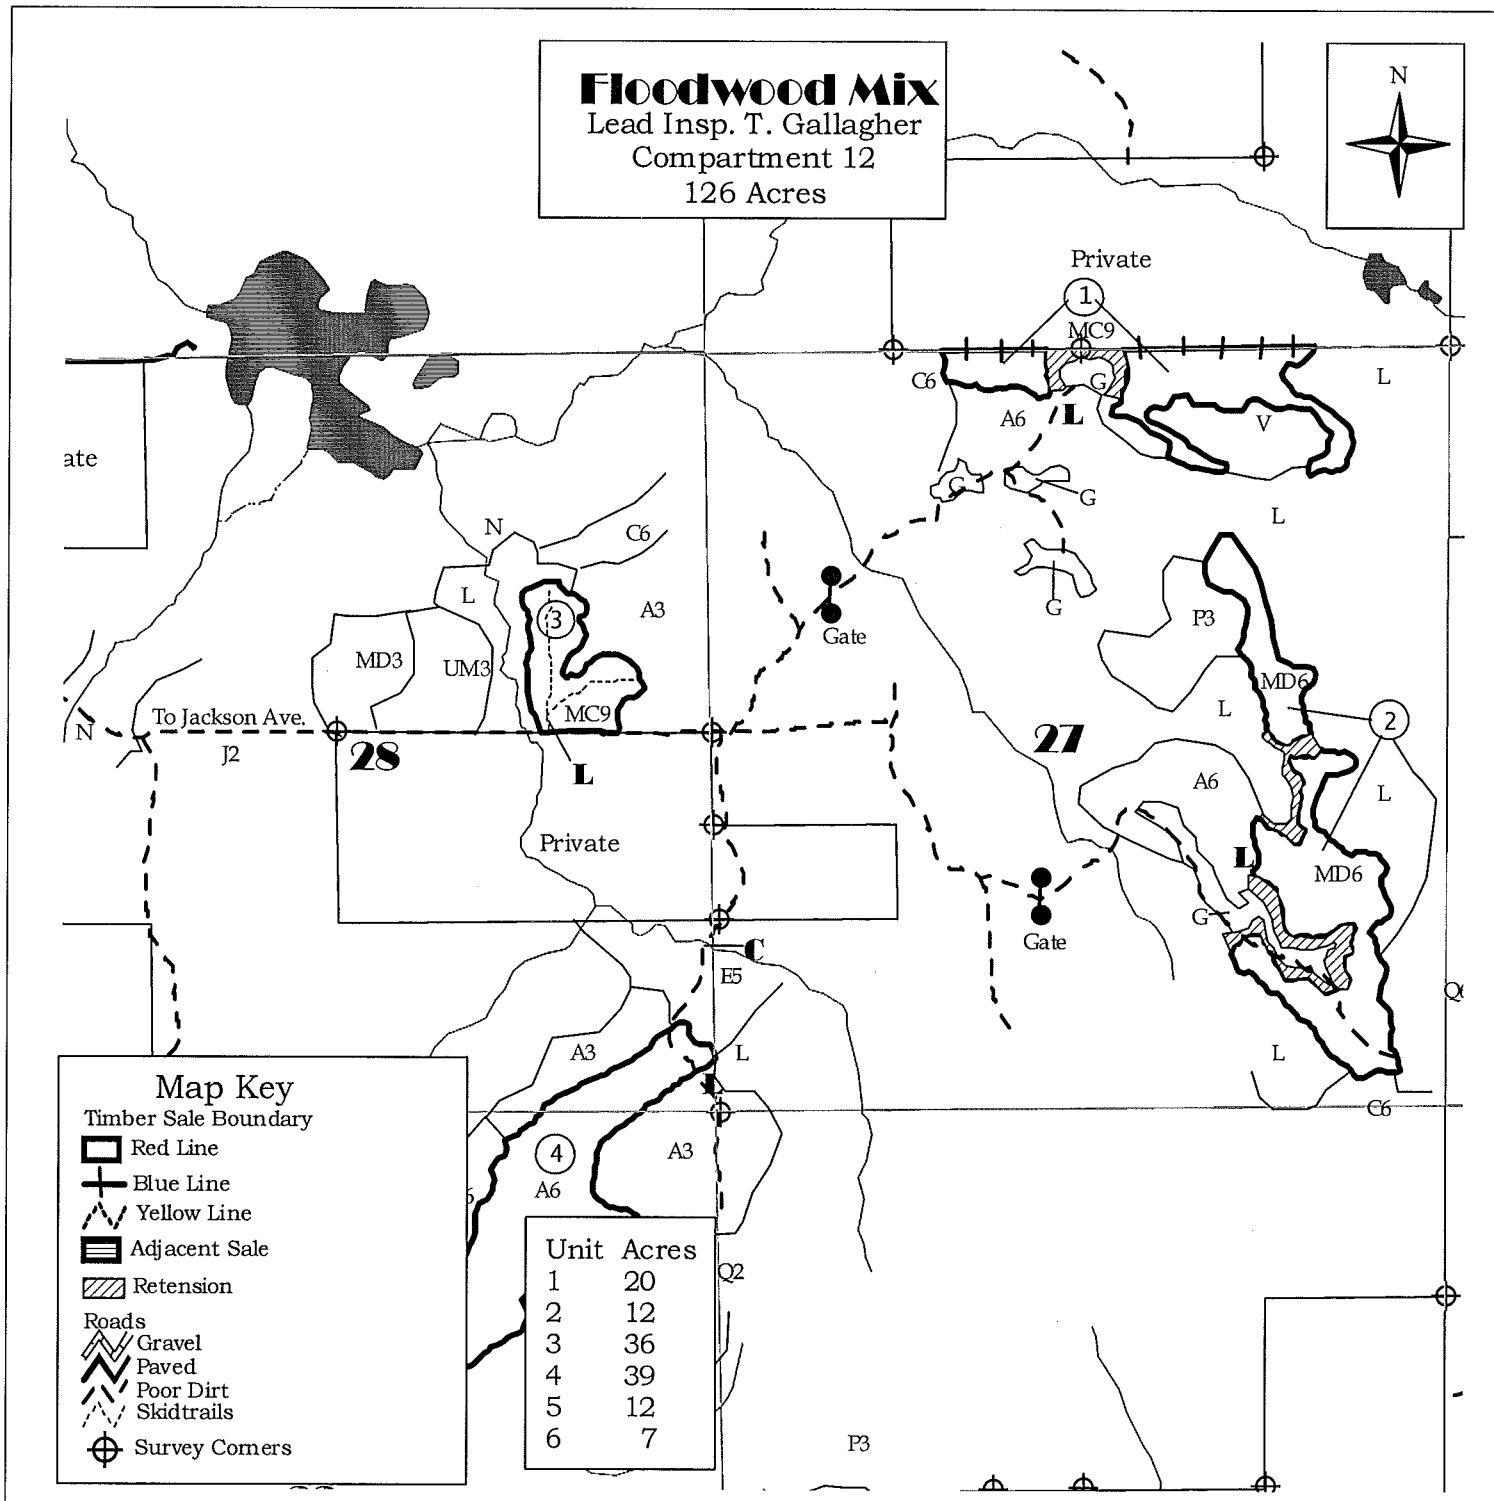 Floodwood Mix
Lead Insp. T. Gallagher
Compartment 12
126 Acres
N
Private
1
MC9
C6
G
L
A6
L
V
ate
G
G
L
N
C6
L
3
A3
G
P3
Gate
MD3
UM3
MD6
L
2
MC9
N
To Jackson Ave.
J2
28
27
L
A6
L
Private
L
MD6
G
Gate
C
E5
L
A3
L
C6
4
A3
A6
Q2
P3
Map Key
Timber Sale Boundary
Red Line
Blue Line
Yellow Line
Adjacent Sale
Retension
Roads
Gravel
Paved
Poor Dirt
Skidtrails
Survey Corners
Unit Acres
1 20
2 12
3 36
4 39
5 12
6 7